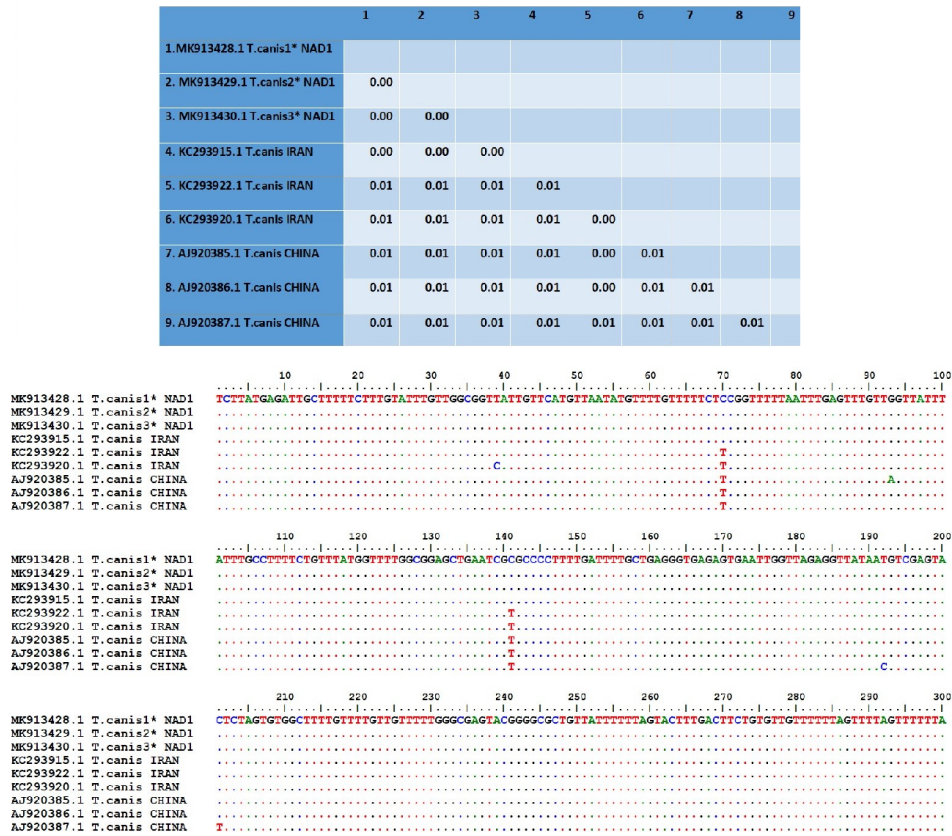 1 2 3 4 5 6 7 8 9
1.MK913428.1 T.canis1* NAD1
2. MK913429.1 T.canis2* NAD1 0.00
3. MK913430.1 T.canis3* NAD1 0.00 0.00
4. KC293915.1 T.canis IRAN 0.00 0.00 0.00
5. KC293922.1 T.canis IRAN 0.01 0.01 0.01 0.01
6. KC293920.1 T.canis IRAN 0.01 0.01 0.01 0.01 0.00
7. AJ920385.1 T.canis CHINA 0.01 0.01 0.01 0.01 0.00 0.01
8. AJ920386.1 T.canis CHINA 0.01 0.01 0.01 0.01 0.00 0.01 0.01
9. AJ920387.1 T.canis CHINA 0.01 0.01 0.01 0.01 0.01 0.01 0.01 0.01
10 20 30 40 50 60 70 80 90 100
MK913428.1 T.canis1* NAD1 TCTTATGAGATTGCTTTTTCTTTGTATTTGTTGGCGGTTATTGTTCATGTTAATATGTTTTGTTTTTCTCCGGTTTTTAATTTGAGTTTGTTGGTTATTT
MK913429.1 T.canis2* NAD1 ....................................................................................................
MK913430.1 T.canis3* NAD1 ....................................................................................................
KC293915.1 T.canis IRAN ....................................................................................................
KC293922.1 T.canis IRAN .....................................................................T..............................
KC293920.1 T.canis IRAN ......................................C..............................T..............................
AJ920385.1 T.canis CHINA .....................................................................T......................A.......
AJ920386.1 T.canis CHINA .....................................................................T..............................
AJ920387.1 T.canis CHINA .....................................................................T..............................
110 120 130 140 150 160 170 180 190 200
MK913428.1 T.canis1* NAD1 ATTTGCCTTTTCTGTTTATGGTTTTGGCGGAGCTGAATCGCGCCCCTTTTGATTTTGCTGAGGGTGAGAGTGAATTGGTTAGAGGTTATAATGTCGAGTA
MK913429.1 T.canis2* NAD1 ....................................................................................................
MK913430.1 T.canis3* NAD1 ....................................................................................................
KC293915.1 T.canis IRAN ....................................................................................................
KC293922.1 T.canis IRAN ........................................T...........................................................
KC293920.1 T.canis IRAN ........................................T...........................................................
AJ920385.1 T.canis CHINA ........................................T...........................................................
AJ920386.1 T.canis CHINA ........................................T...........................................................
AJ920387.1 T.canis CHINA ........................................T..................................................C........
210 220 230 240 250 260 270 280 290 300
MK913428.1 T.canis1* NAD1 CTCTAGTGTGGCTTTTGTTTTGTTGTTTTTGGGCGAGTACGGGGCGCTGTTATTTTTTAGTACTTTGACTTCTGTGTTGTTTTTTAGTTTTAGTTTTTTA
MK913429.1 T.canis2* NAD1 ....................................................................................................
MK913430.1 T.canis3* NAD1 ....................................................................................................
KC293915.1 T.canis IRAN ....................................................................................................
KC293922.1 T.canis IRAN ....................................................................................................
KC293920.1 T.canis IRAN ....................................................................................................
AJ920385.1 T.canis CHINA ....................................................................................................
AJ920386.1 T.canis CHINA ....................................................................................................
AJ920387.1 T.canis CHINA T...................................................................................................